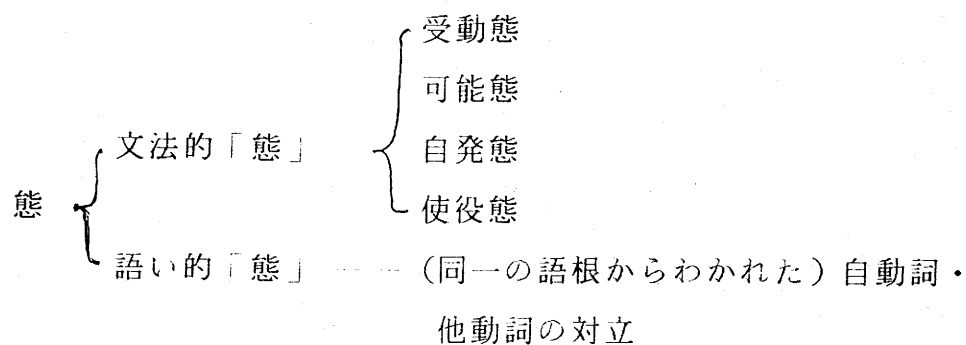 受動態
可能態
文法的「態」
自発態
態
使役態
語い的「態」……(同一の語根からわかれた)自動詞・
他動詞の対立